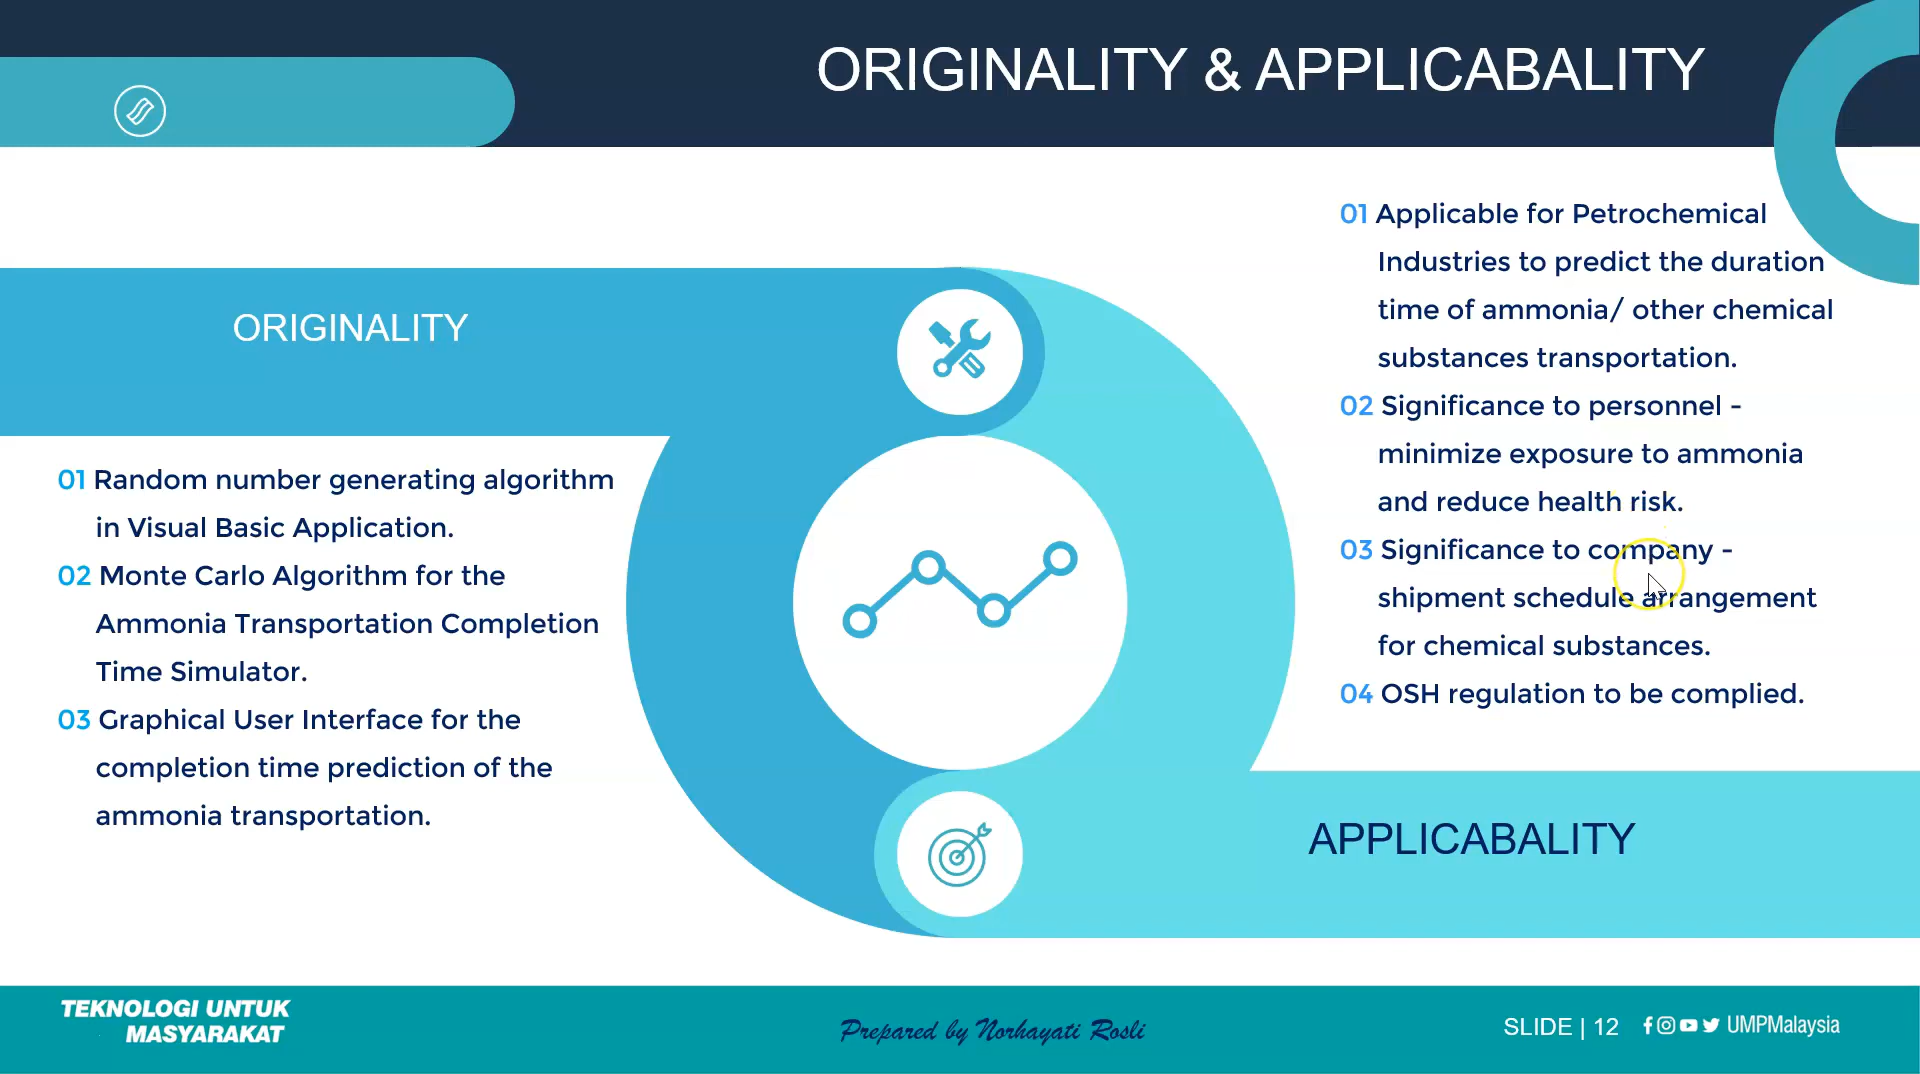 ORIGINALITY & APPLICABALITY
ORIGINALITY
01 Random number generating algorithm
in Visual Basic Application.
02 Monte Carlo Algorithm for the
Ammonia Transportation Completion
Time Simulator.
03 Graphical User Interface for the
completion time prediction of the
ammonia transportation.
01 Applicable for Petrochemical
Industries to predict the duration
time of ammonia/ other chemical
substances transportation.
02 Significance to personnel -
minimize exposure to ammonia
and reduce health risk.
03 Significance to company -
shipment schedule arrangement
for chemical substances.
04 OSH regulation to be complied.
APPLICABALITY
TEKNOLOGI UNTUK
MASYARAKAT
Prepared by Norhayati Rosli
SLIDE | 12
UMPMalaysia